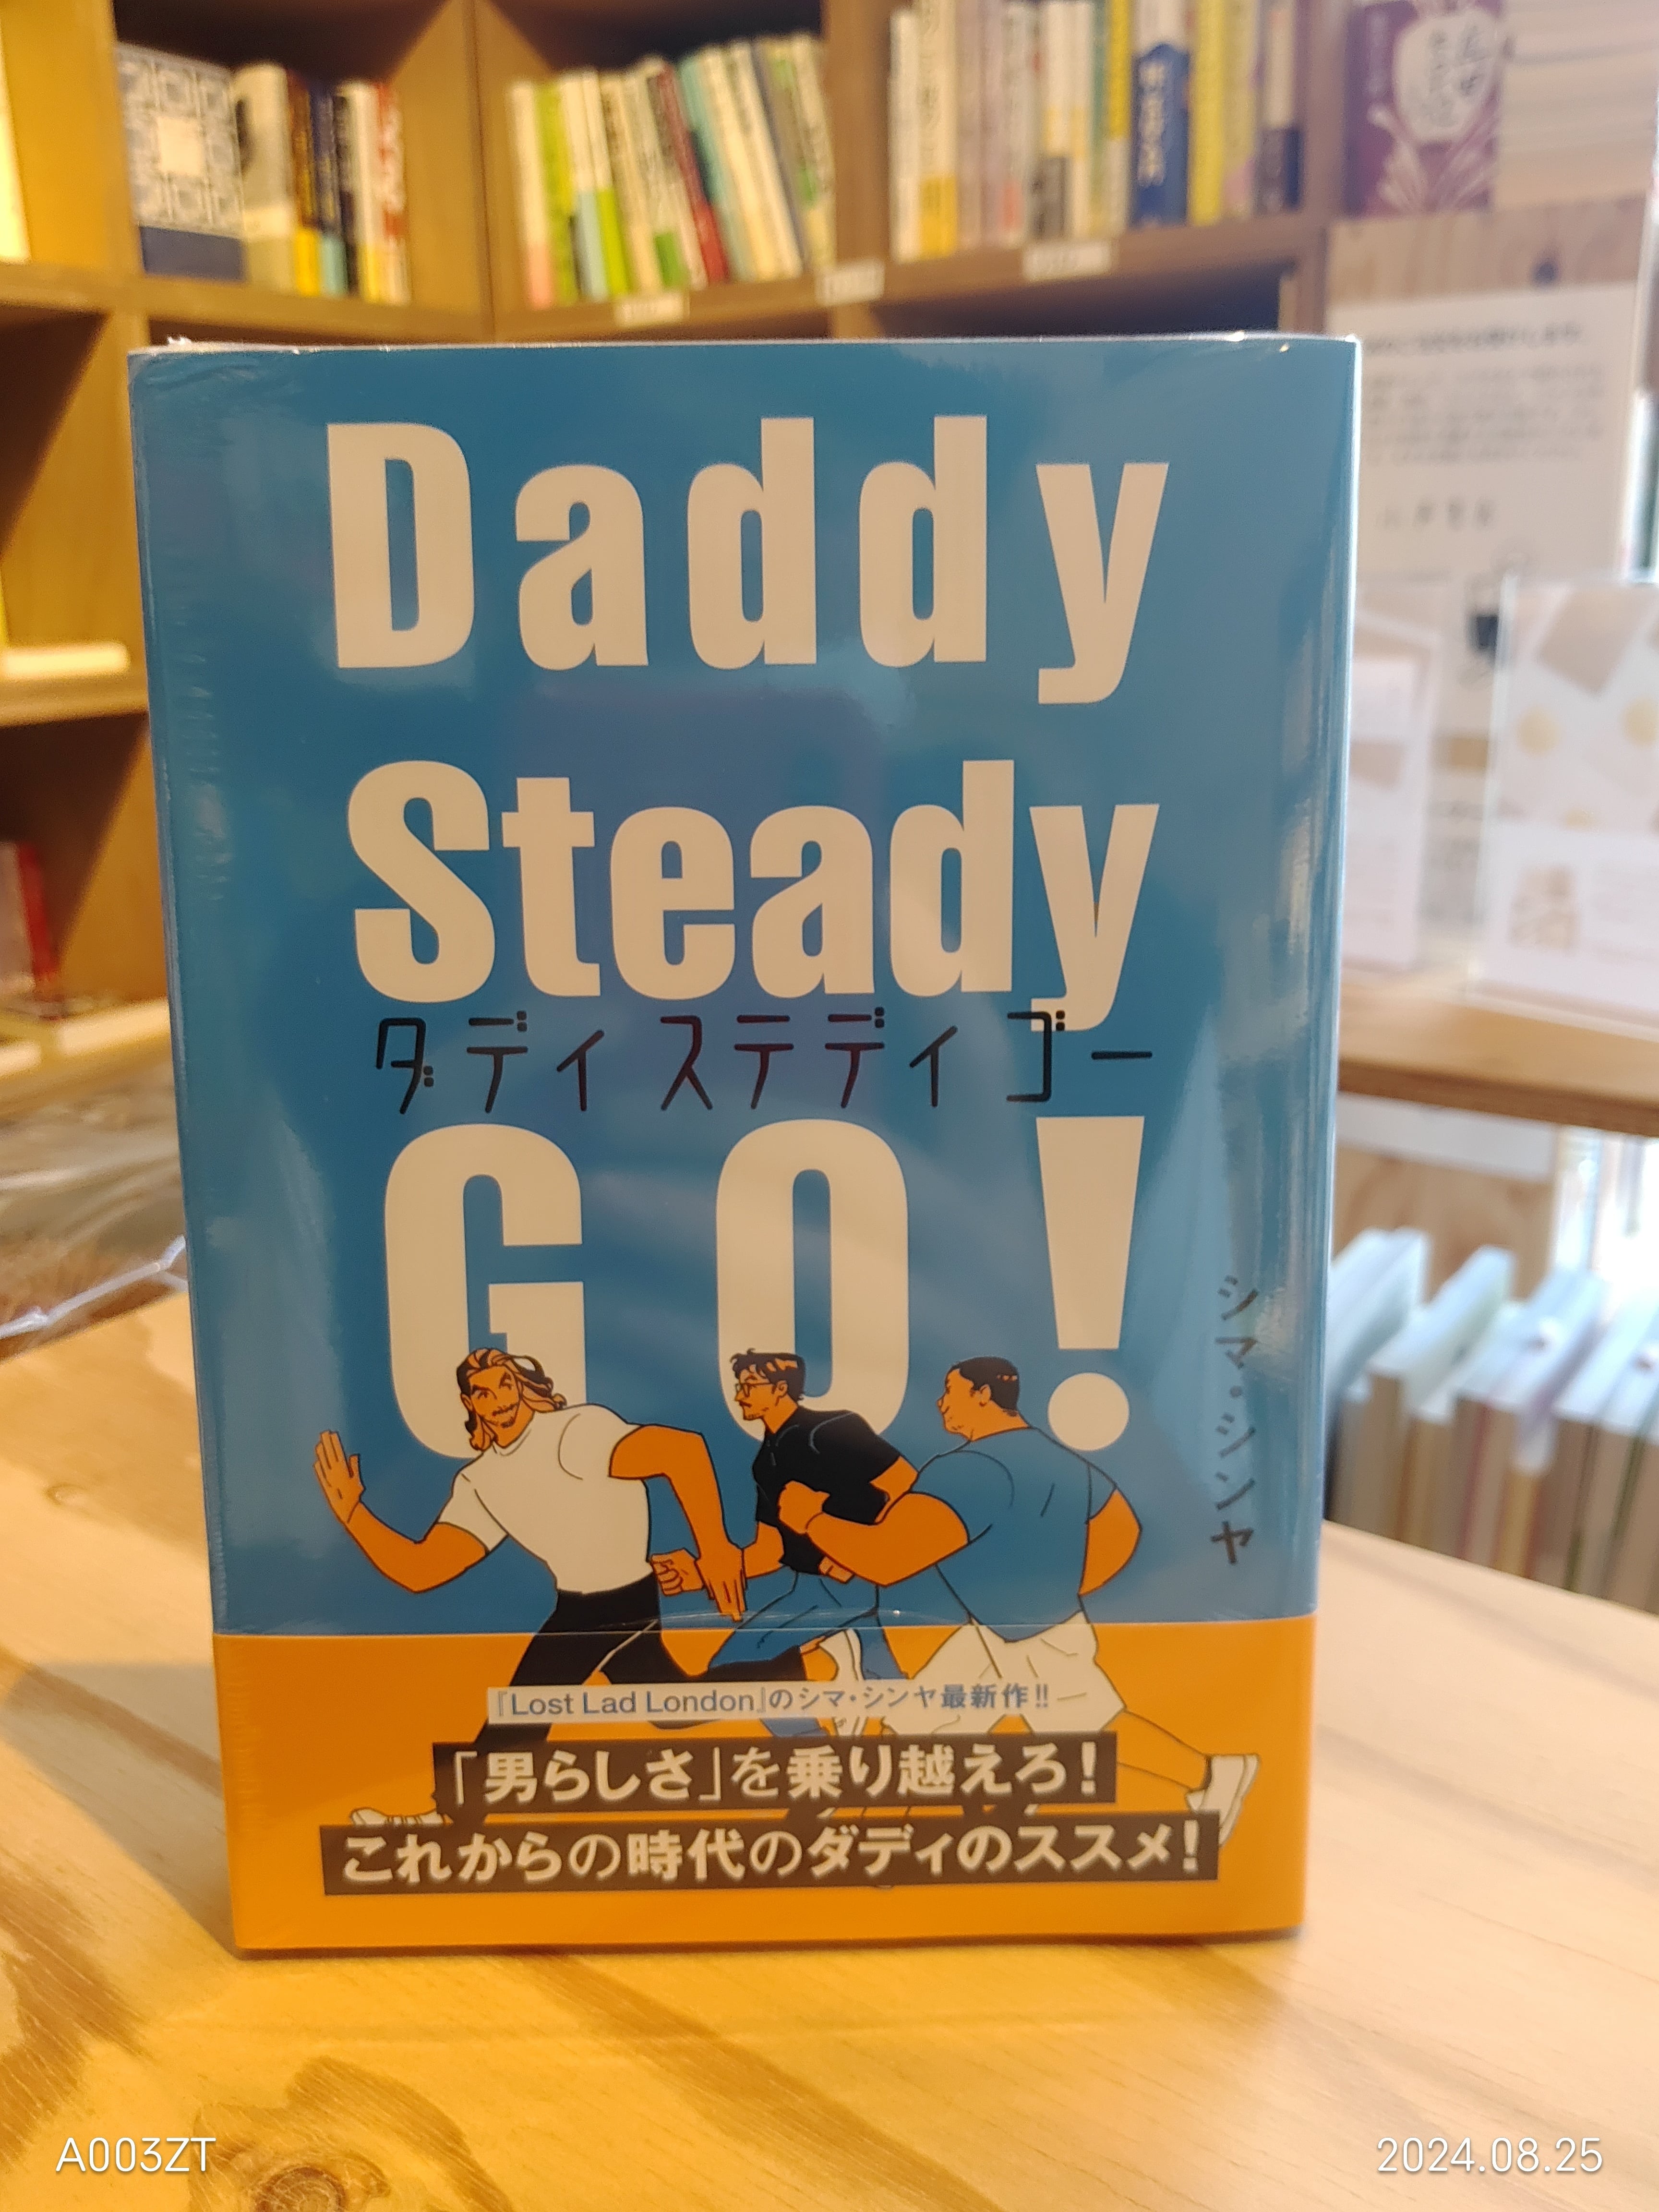 Daddy
Steady
ダディ ステディ ゴー
GO!
シマ・シンヤ
『Lost Lad London』のシマ・シンヤ最新作!!
「男らしさ」を乗り越えろ!
これからの時代のダディのススメ!
A003ZT
2024.08.25